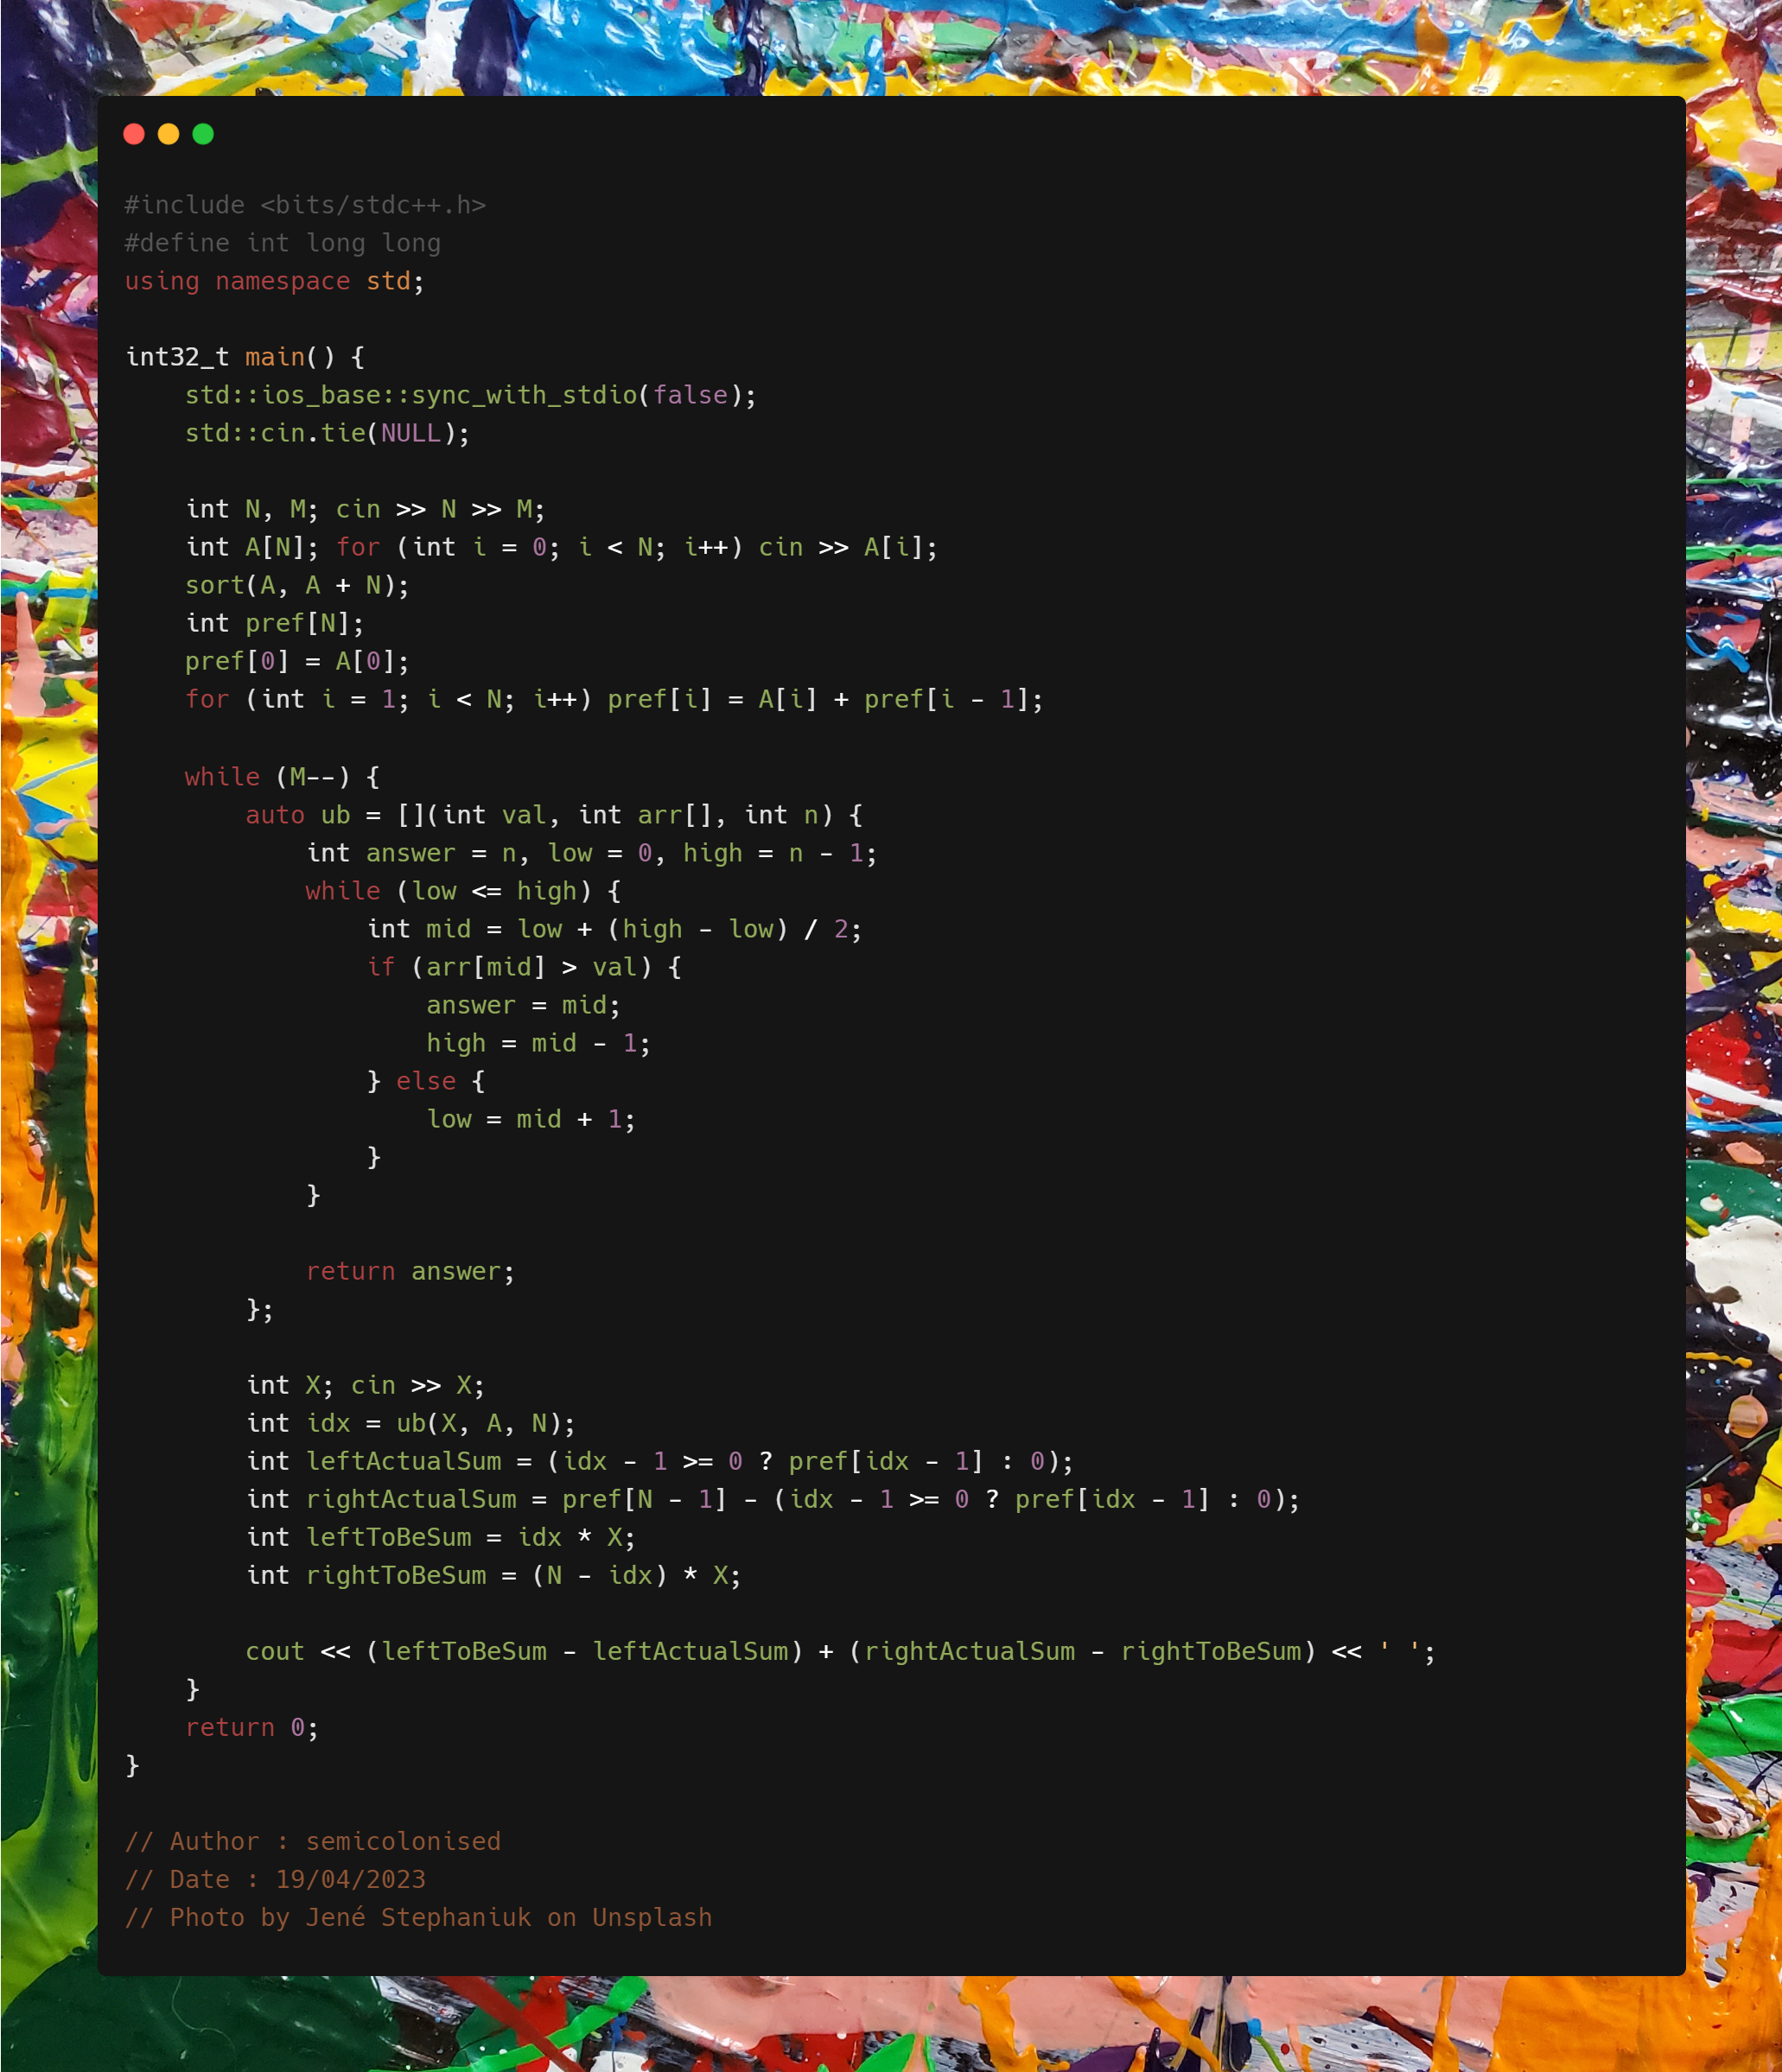 #include <bits/stdc++.h>
#define int long long
using namespace std;

int32_t main() {
    std::ios_base::sync_with_stdio(false);
    std::cin.tie(NULL);

    int N, M; cin >> N >> M;
    int A[N]; for (int i = 0; i < N; i++) cin >> A[i];
    sort(A, A + N);
    int pref[N];
    pref[0] = A[0];
    for (int i = 1; i < N; i++) pref[i] = A[i] + pref[i - 1];

    while (M--) {
        auto ub = [](int val, int arr[], int n) {
            int answer = n, low = 0, high = n - 1;
            while (low <= high) {
                int mid = low + (high - low) / 2;
                if (arr[mid] > val) {
                    answer = mid;
                    high = mid - 1;
                } else {
                    low = mid + 1;
                }
            }

            return answer;
        };

        int X; cin >> X;
        int idx = ub(X, A, N);
        int leftActualSum = (idx - 1 >= 0 ? pref[idx - 1] : 0);
        int rightActualSum = pref[N - 1] - (idx - 1 >= 0 ? pref[idx - 1] : 0);
        int leftToBeSum = idx * X;
        int rightToBeSum = (N - idx) * X;

        cout << (leftToBeSum - leftActualSum) + (rightActualSum - rightToBeSum) << ' ';
    }
    return 0;
}

// Author : semicolonised
// Date : 19/04/2023
// Photo by Jené Stephaniuk on Unsplash